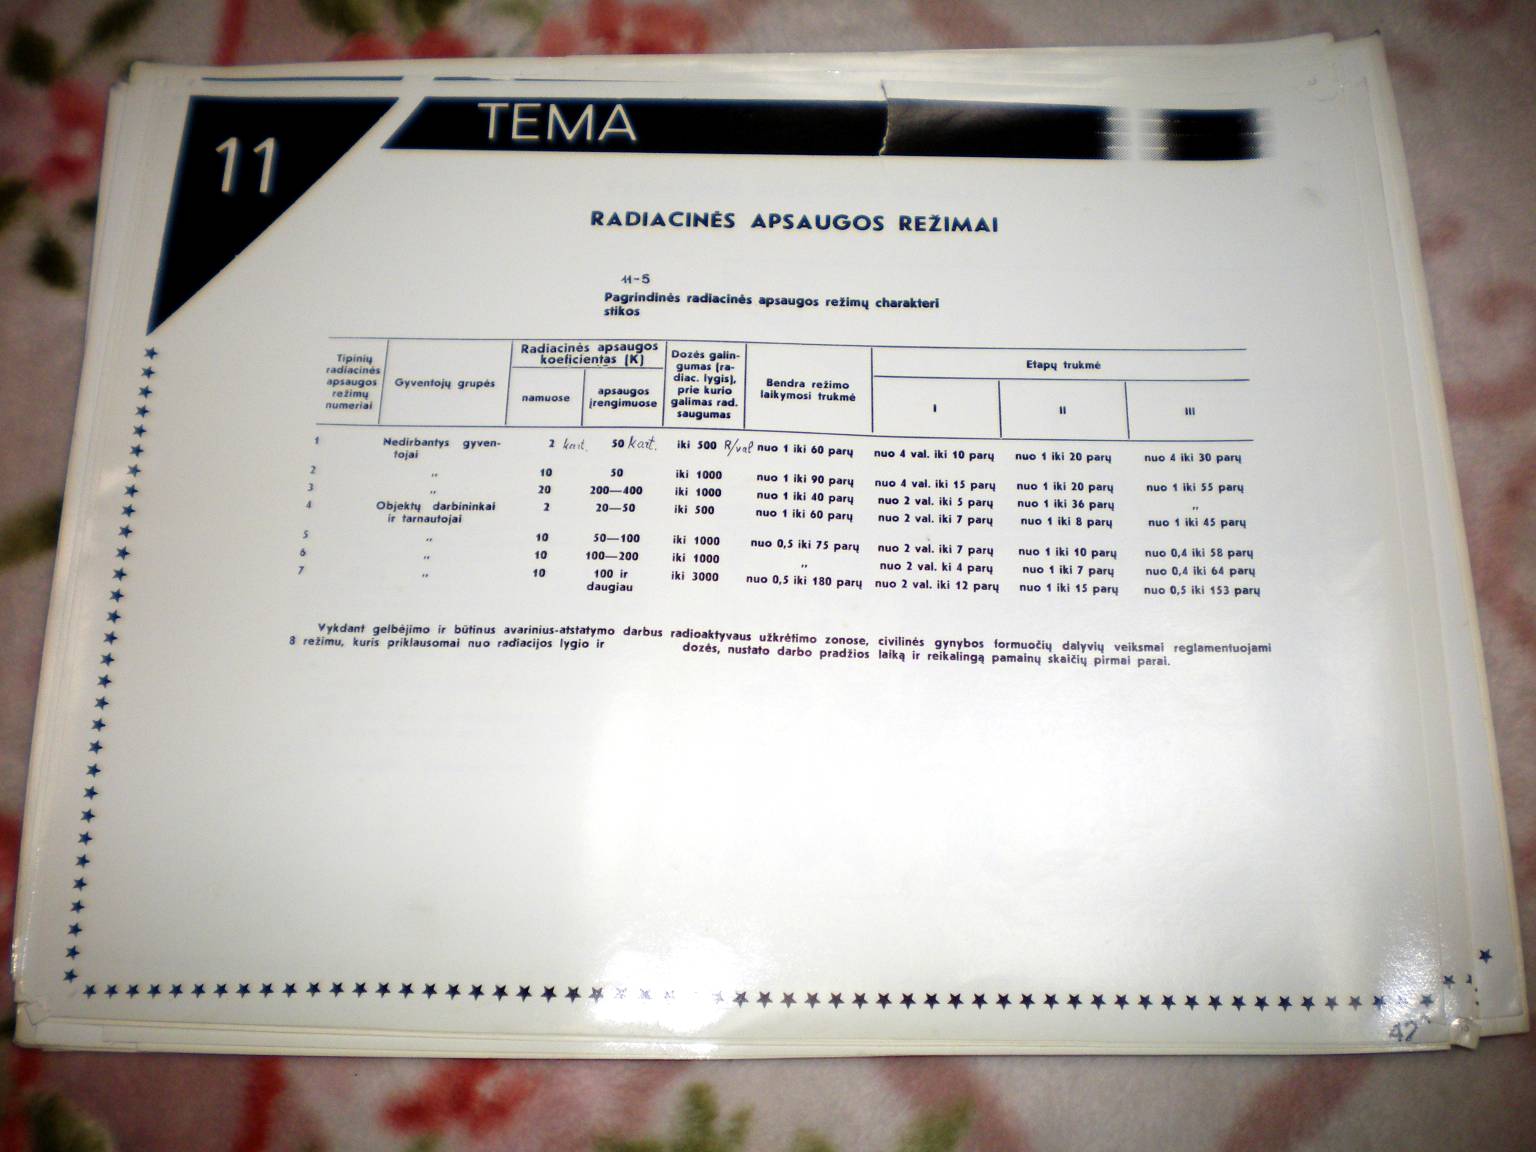 11
TEMA
RADIACINĖS APSAUGOS REŽIMAI
11-5
Pagrindinės radiacinės apsaugos režimų charakteri
stikos
Tipinių radiacinės apsaugos režimų numeriai | Gyventojų grupės | Radiacinės apsaugos koeficientas (K) | Dozės galin-gumas (ra-diac. lygis), prie kurio galimas rad. saugumas | Bendra režimo laikymosi trukmė | Etapų trukmė
namuose | apsaugos įrengimuose | I | II | III
1 Nedirbantys gyven-tojai 2 kart. 50 kart. iki 500 R/val nuo 1 iki 60 parų nuo 4 val. iki 10 parų nuo 1 iki 20 parų nuo 4 iki 30 parų
2 „ 10 50 iki 1000 nuo 1 iki 90 parų nuo 4 val. iki 15 parų nuo 1 iki 20 parų nuo 1 iki 55 parų
3 „ 20 200—400 iki 1000 nuo 1 iki 40 parų nuo 2 val. iki 5 parų nuo 1 iki 36 parų „
4 Objektų darbininkai ir tarnautojai 2 20—50 iki 500 nuo 1 iki 60 parų nuo 2 val. iki 7 parų nuo 1 iki 8 parų nuo 1 iki 45 parų
5 „ 10 50—100 iki 1000 nuo 0,5 iki 75 parų nuo 2 val. iki 7 parų nuo 1 iki 10 parų nuo 0,4 iki 58 parų
6 „ 10 100—200 iki 1000 „ nuo 2 val. ki 4 parų nuo 1 iki 7 parų nuo 0,4 iki 64 parų
7 „ 10 100 ir daugiau iki 3000 nuo 0,5 iki 180 parų nuo 2 val. iki 12 parų nuo 1 iki 15 parų nuo 0,5 iki 153 parų
Vykdant gelbėjimo ir būtinus avarinius-atstatymo darbus radioaktyvaus užkrėtimo zonose, civilinės gynybos formuočių dalyvių veiksmai reglamentuojami
8 režimu, kuris priklausomai nuo radiacijos lygio ir dozės, nustato darbo pradžios laiką ir reikalingą pamainų skaičių pirmai parai.
42